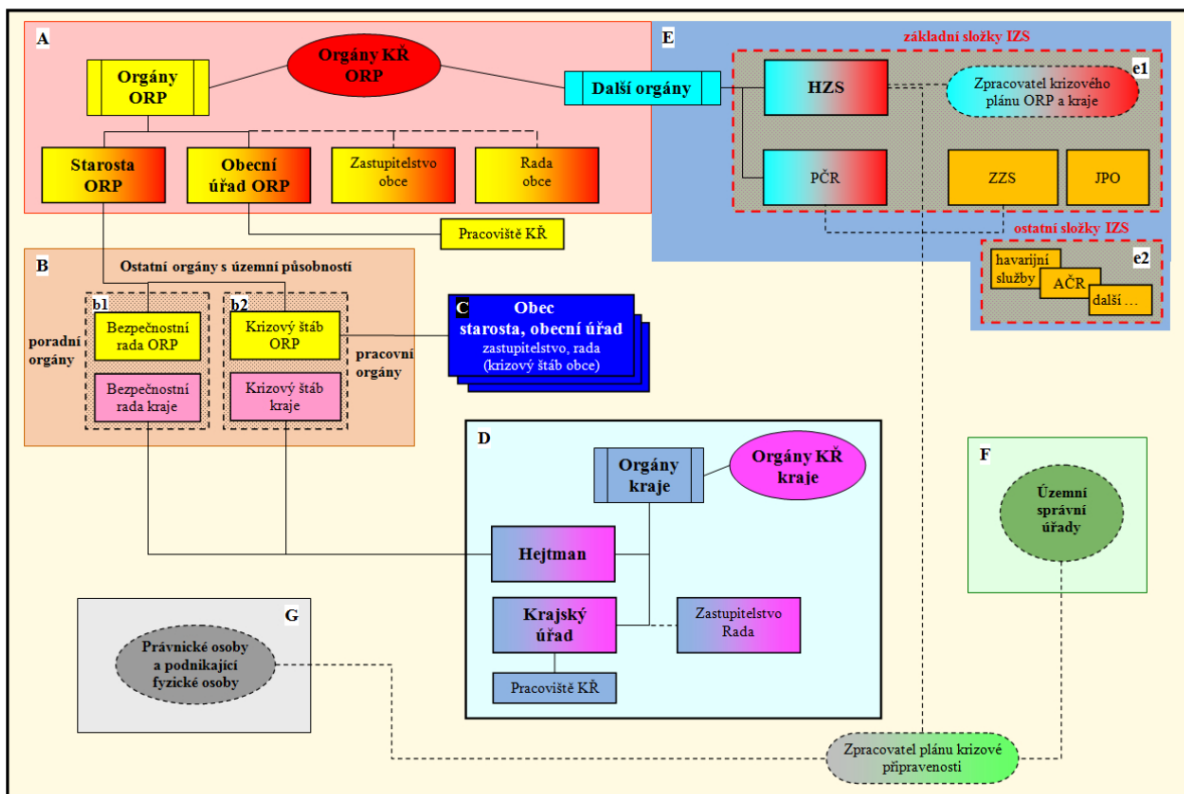 A
Orgány KŘ
ORP
Orgány
ORP
Další orgány
Starosta
ORP
Obecní
úřad ORP
Zastupitelstvo
obce
Rada
obce
Pracoviště KŘ
E
základní složky IZS
e1
HZS
Zpracovatel krizového
plánu ORP a kraje
PČR
ZZS
JPO
ostatní složky IZS
e2
havarijní
služby
AČR
další …
B
Ostatní orgány s územní působností
b1
b2
poradní
orgány
Bezpečnostní
rada ORP
Krizový štáb
ORP
pracovní
orgány
Bezpečnostní
rada kraje
Krizový štáb
kraje
C
Obec
starosta, obecní úřad
zastupitelstvo, rada
(krizový štáb obce)
D
Orgány
kraje
Orgány KŘ
kraje
Hejtman
Krajský
úřad
Zastupitelstvo
Rada
Pracoviště KŘ
F
Územní
správní
úřady
G
Právnické osoby
a podnikající
fyzické osoby
Zpracovatel plánu krizové
připravenosti